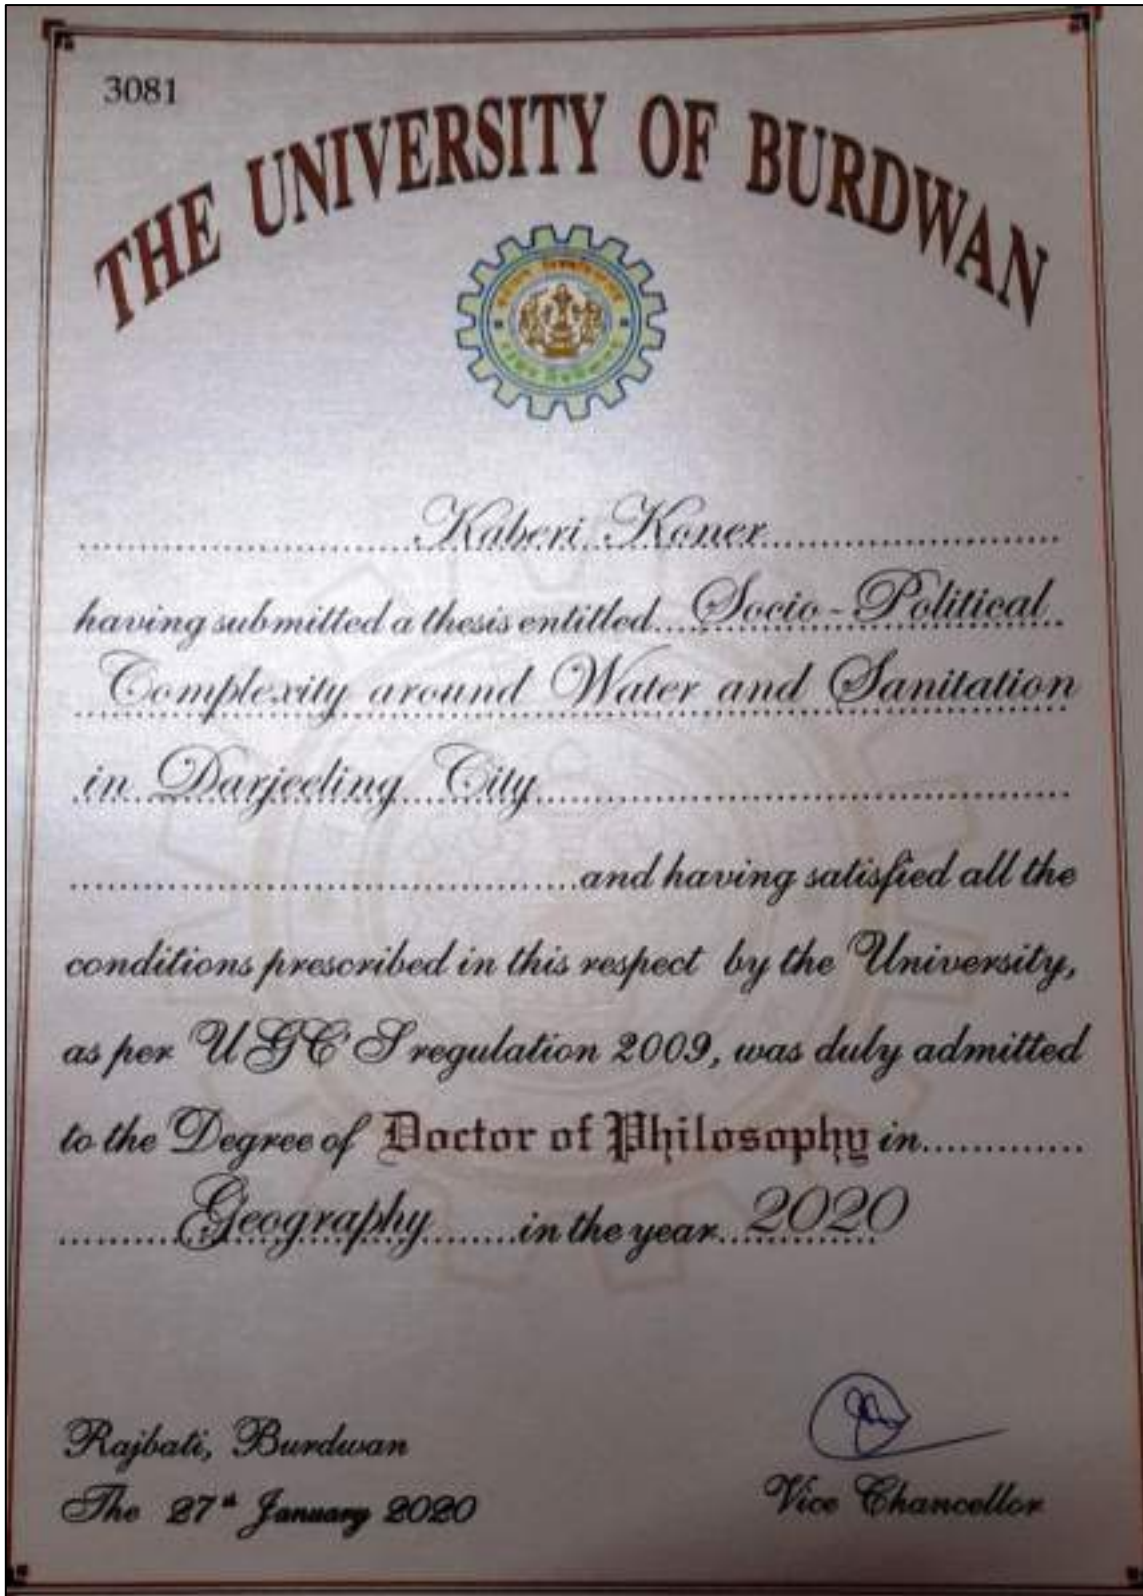 3081
THE UNIVERSITY OF BURDWAN
Kaberi Koner
having submitted a thesis entitled Socio-Political
Complexity around Water and Sanitation
in Darjeeling City
and having satisfied all the
conditions prescribed in this respect by the University,
as per UGC'S regulation 2009, was duly admitted
to the Degree of Doctor of Philosophy in
Geography in the year 2020
Rajbati, Burdwan
The 27th January 2020
Vice Chancellor